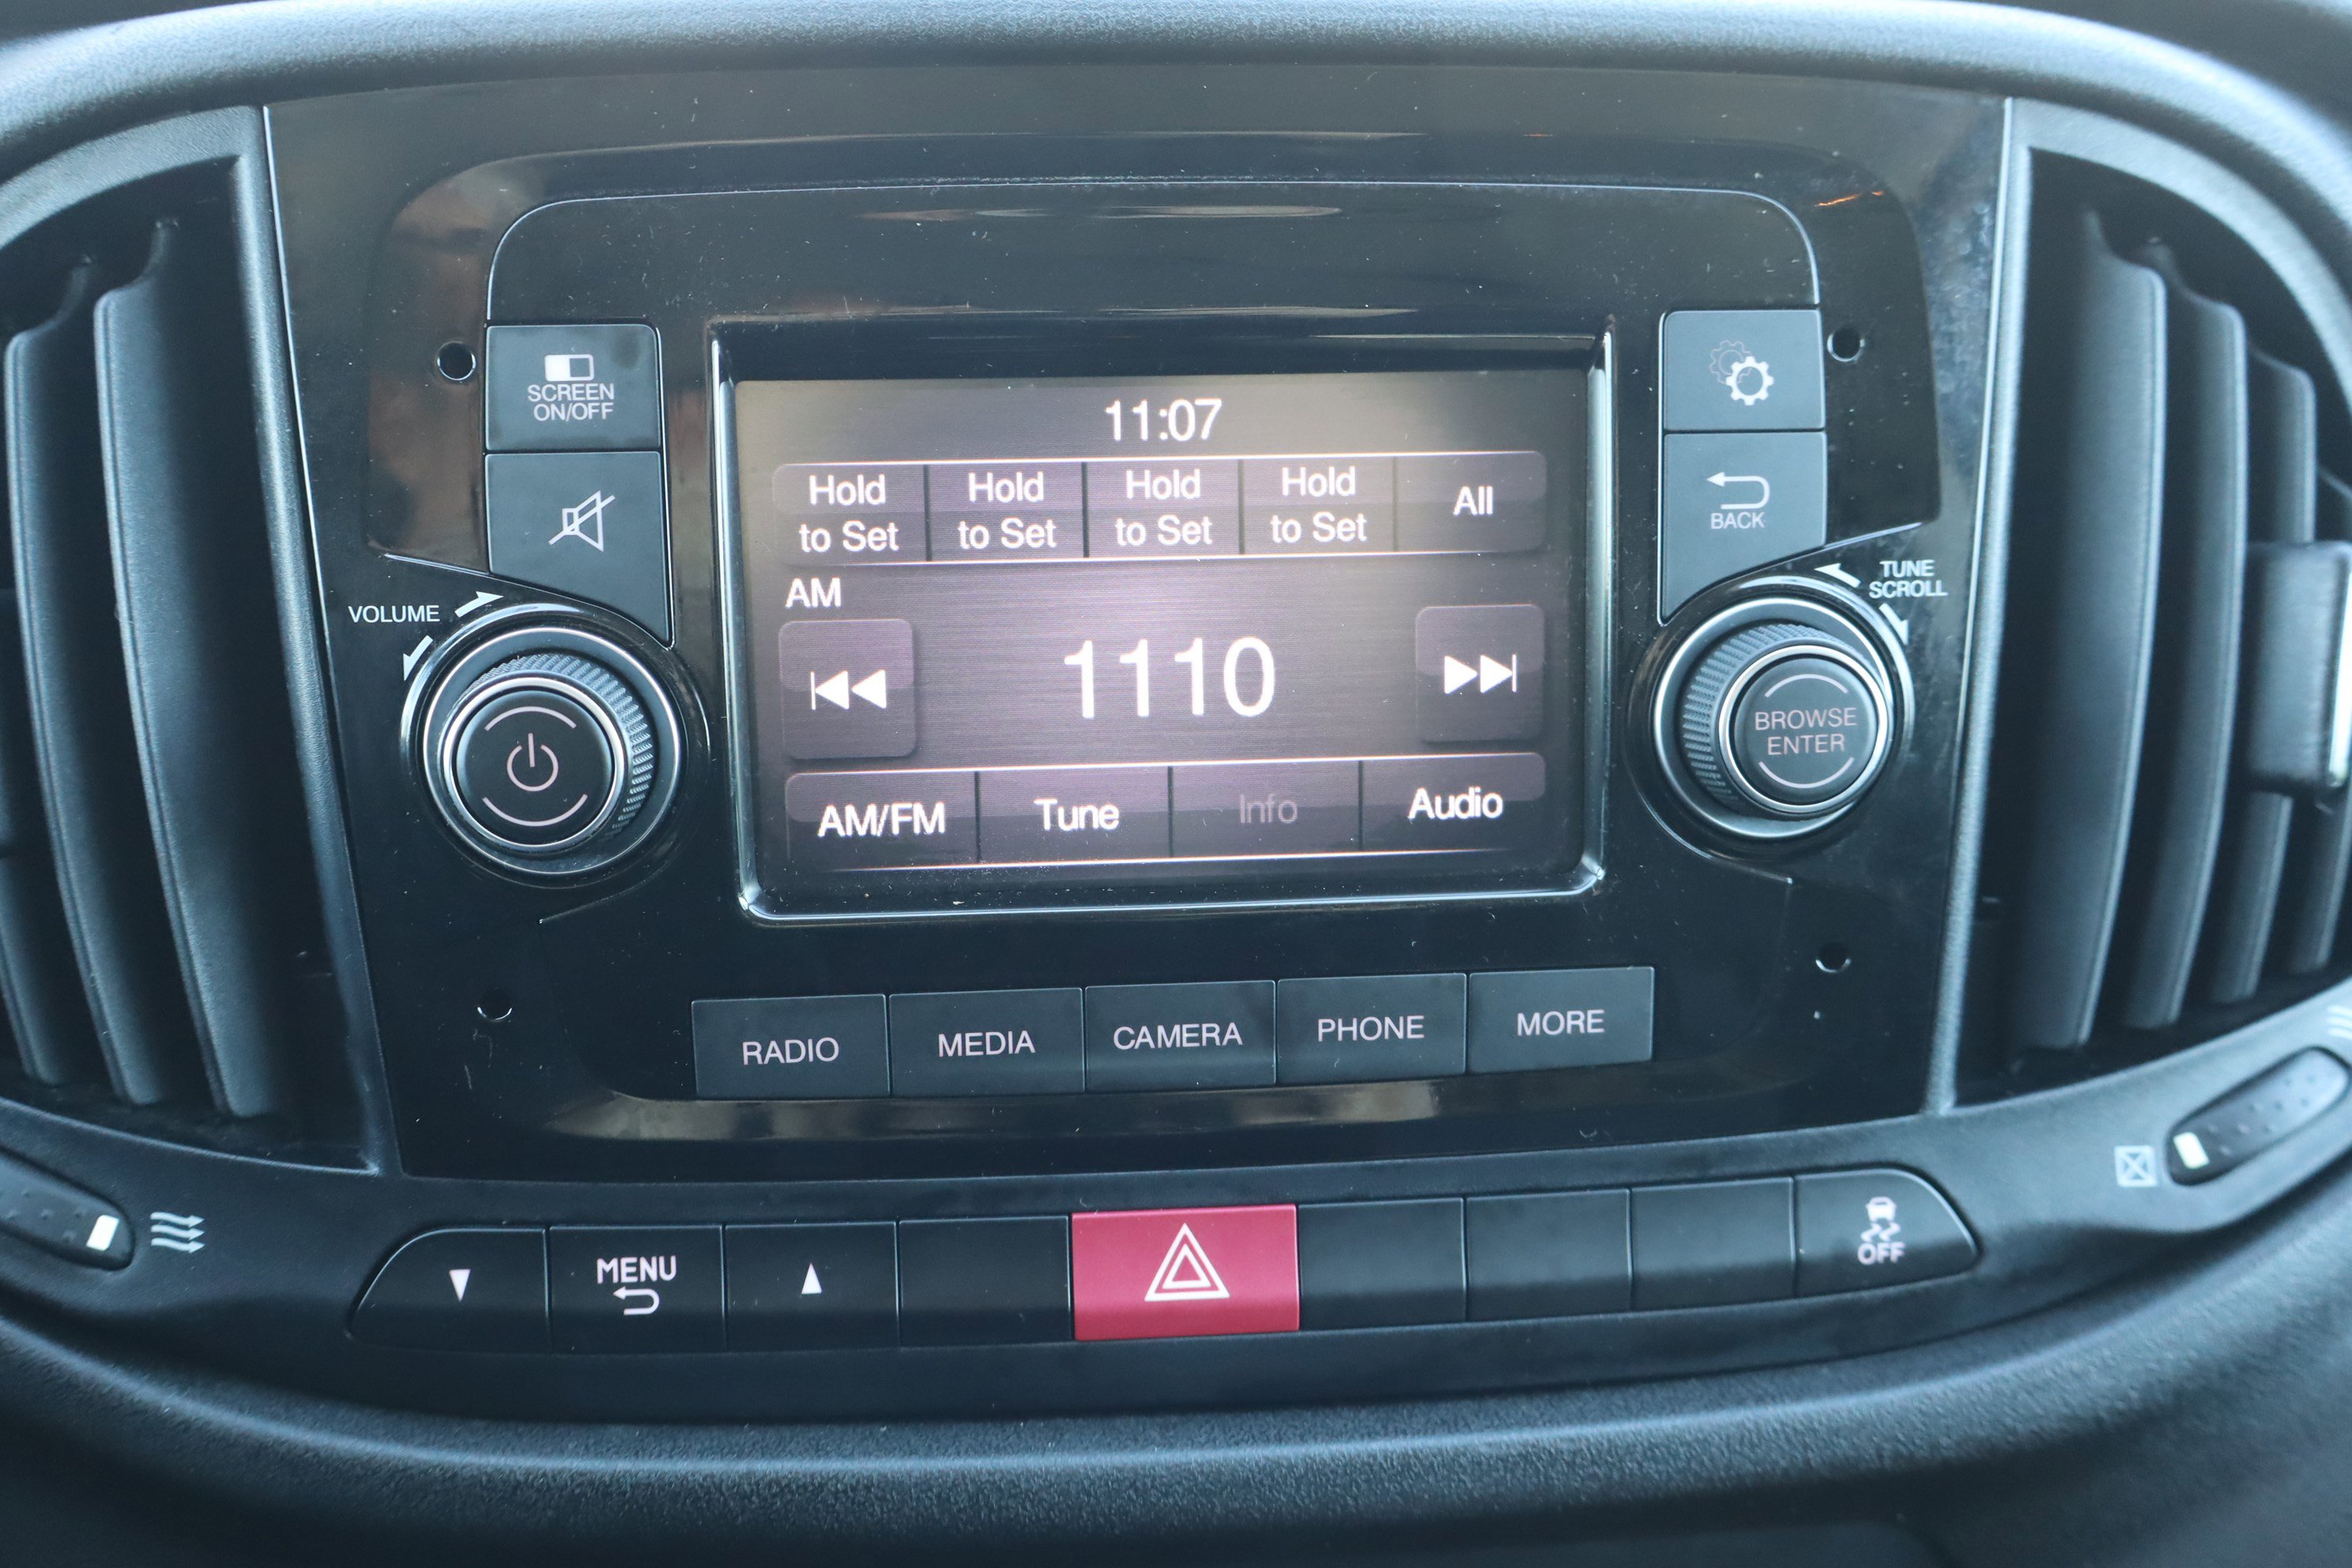 SCREEN
ON/OFF
VOLUME
11:07
Hold
to Set
Hold
to Set
Hold
to Set
Hold
to Set
All
AM
1110
AM/FM
Tune
Info
Audio
BACK
TUNE
SCROLL
BROWSE
ENTER
RADIO
MEDIA
CAMERA
PHONE
MORE
MENU
OFF